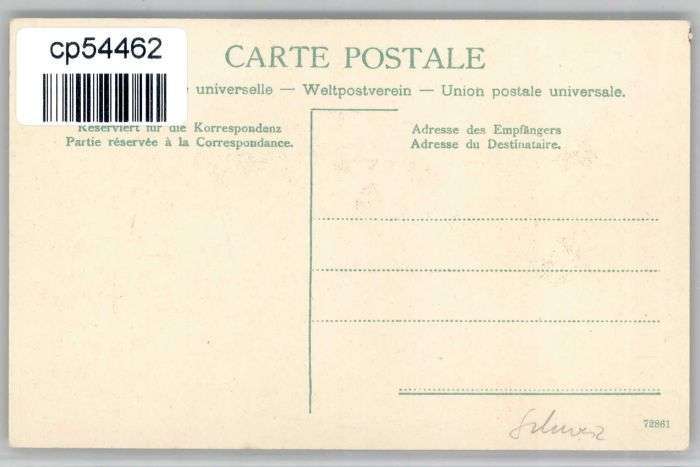 cp54462
CARTE POSTALE
universelle — Weltpostverein — Union postale universale.
Reserviert für die Korrespondenz
Partie réservée à la Correspondance.
Adresse des Empfängers
Adresse du Destinataire.
Schweiz
72861